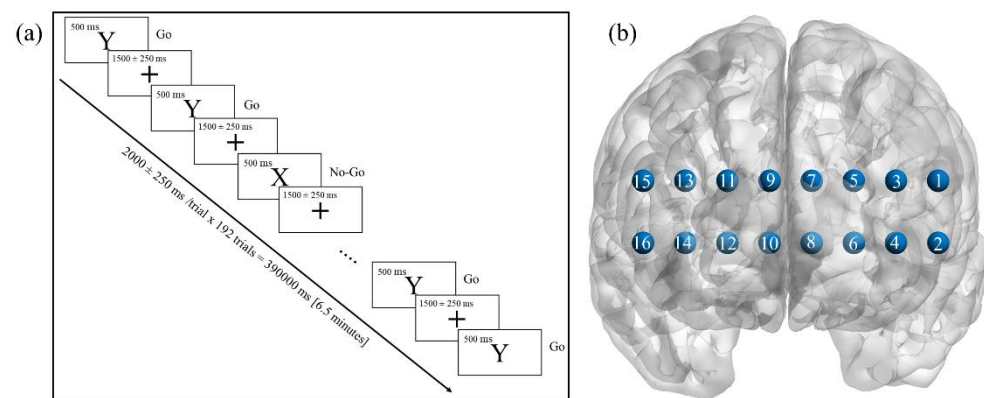 (a)
500 ms
Y
Go
1500 ± 250 ms
+
500 ms
Y
Go
1500 ± 250 ms
+
500 ms
X
No-Go
1500 ± 250 ms
+
....
500 ms
Y
Go
1500 ± 250 ms
+
500 ms
Y
Go
2000 ± 250 ms /trial x 192 trials = 390000 ms [6.5 minutes]
(b)
15 13 11 9 7 5 3 1
16 14 12 10 8 6 4 2